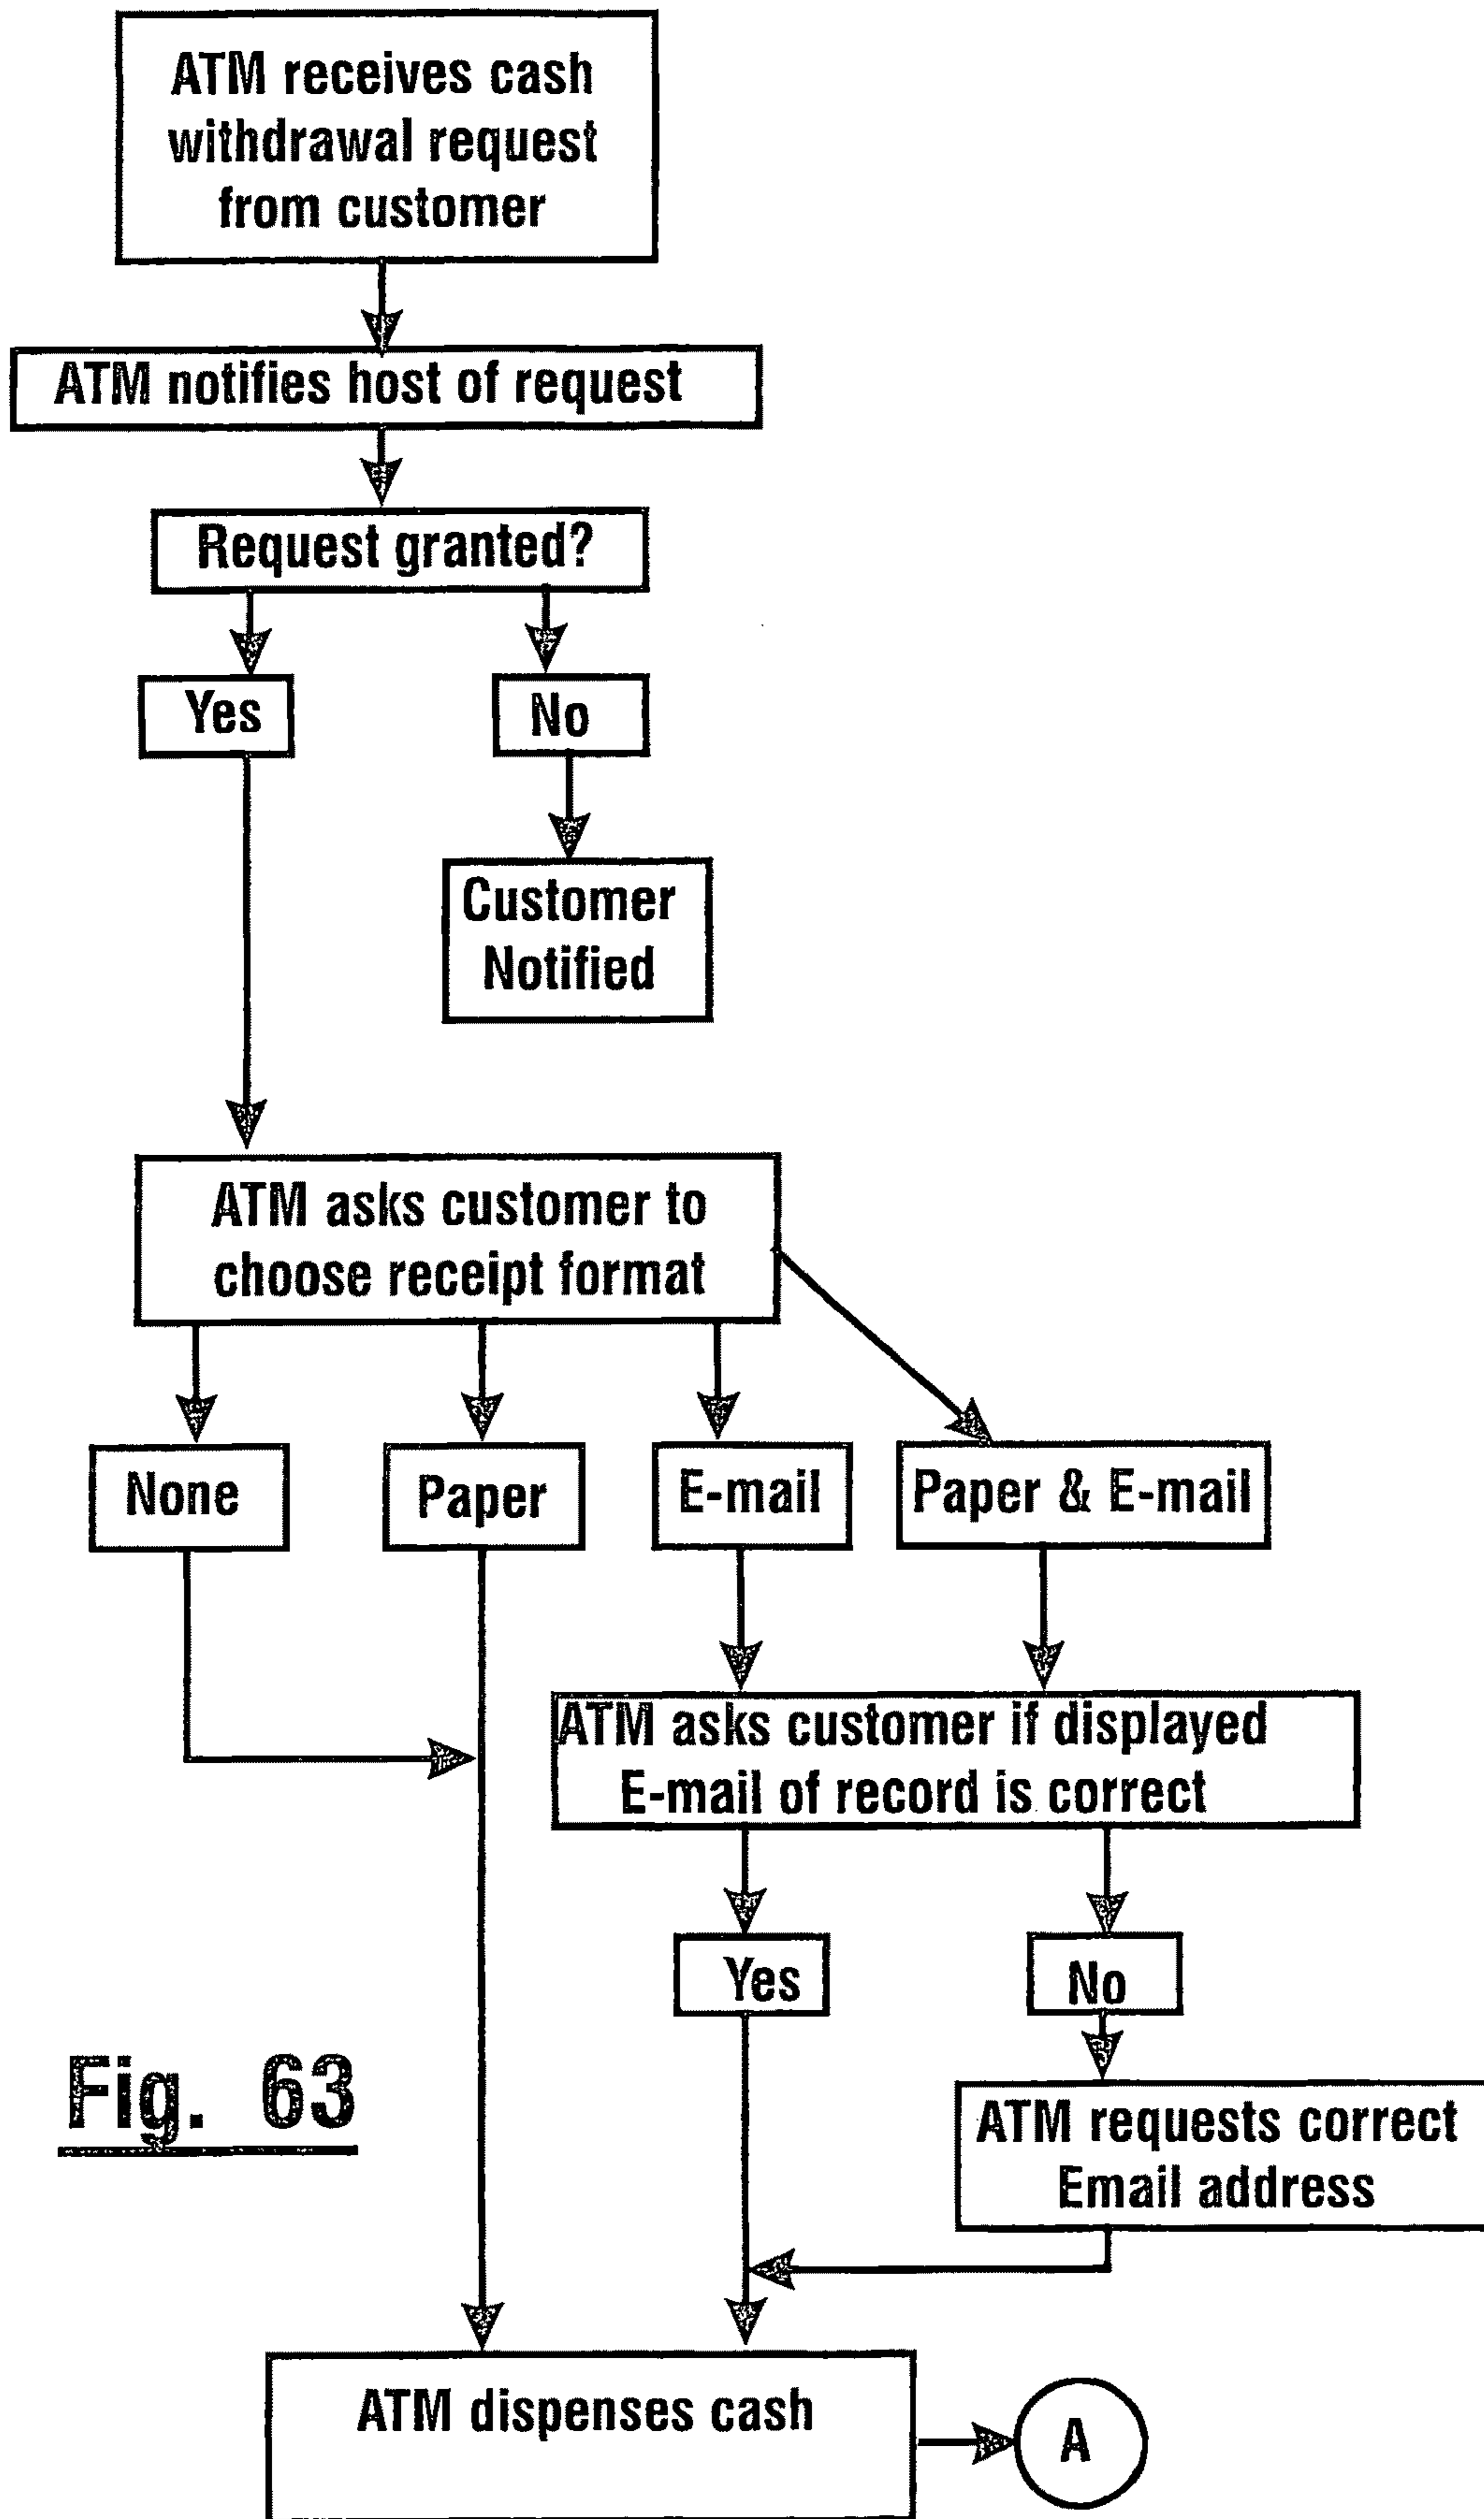 ATM receives cash
withdrawal request
from customer
ATM notifies host of request
Request granted?
Yes
No
Customer
Notified
ATM asks customer to
choose receipt format
None
Paper
E-mail
Paper & E-mail
ATM asks customer if displayed
E-mail of record is correct
Yes
No
ATM requests correct
Email address
Fig. 63
ATM dispenses cash
A